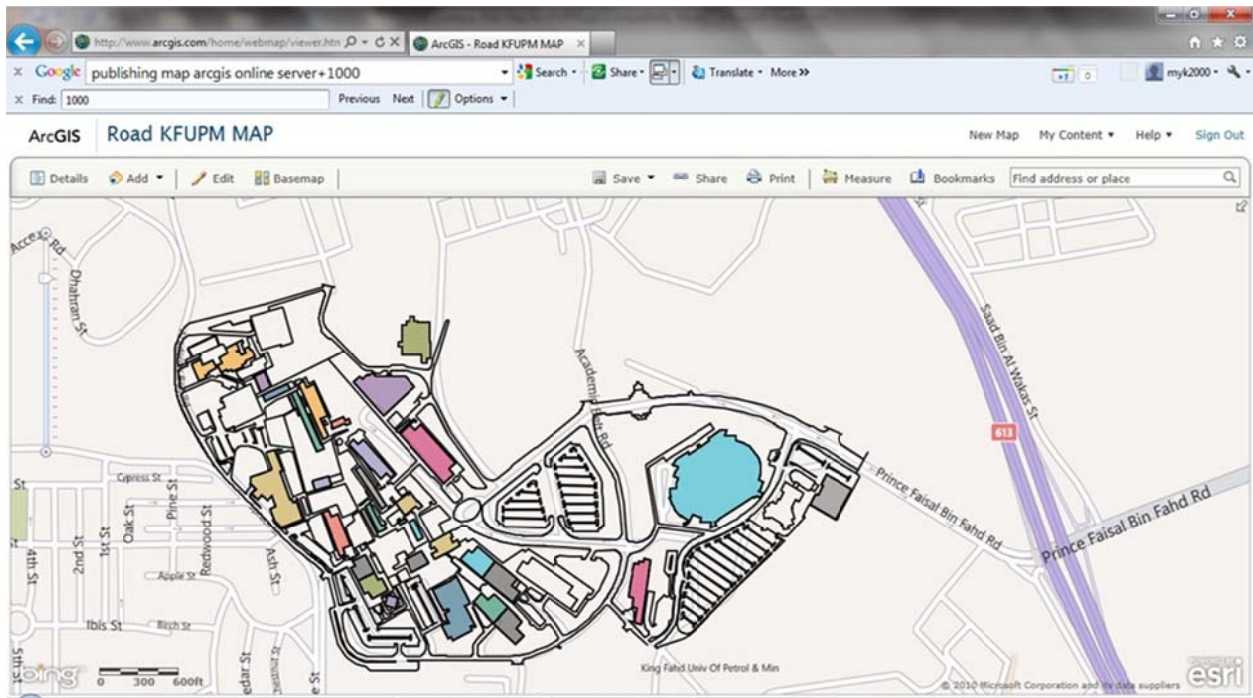 http://www.arcgis.com/home/webmap/viewer.htn
ArcGIS - Road KFUPM MAP
Google publishing map arcgis online server+1000 Search Share Translate More >> +1 0 myk2000
x Find: 1000 Previous Next Options
ArcGIS Road KFUPM MAP New Map My Content Help Sign Out
Details Add Edit Basemap Save Share Print Measure Bookmarks Find address or place
Dhahran St
Academic Belt Rd
Saad Bin Al Wakas St
613
Prince Faisal Bin Fahd Rd
Prince Faisal Bin Fahd Rd
St
Cypress St
Pine St
Oak St
Redwood St
1st St
2nd St
4th St
Ash St
Apple St
Ibis St
Birch St
5th St
King Fahd Univ Of Petrol & Min
bing
0 300 600ft
© 2010 Microsoft Corporation and its data suppliers
POWERED BY
esri